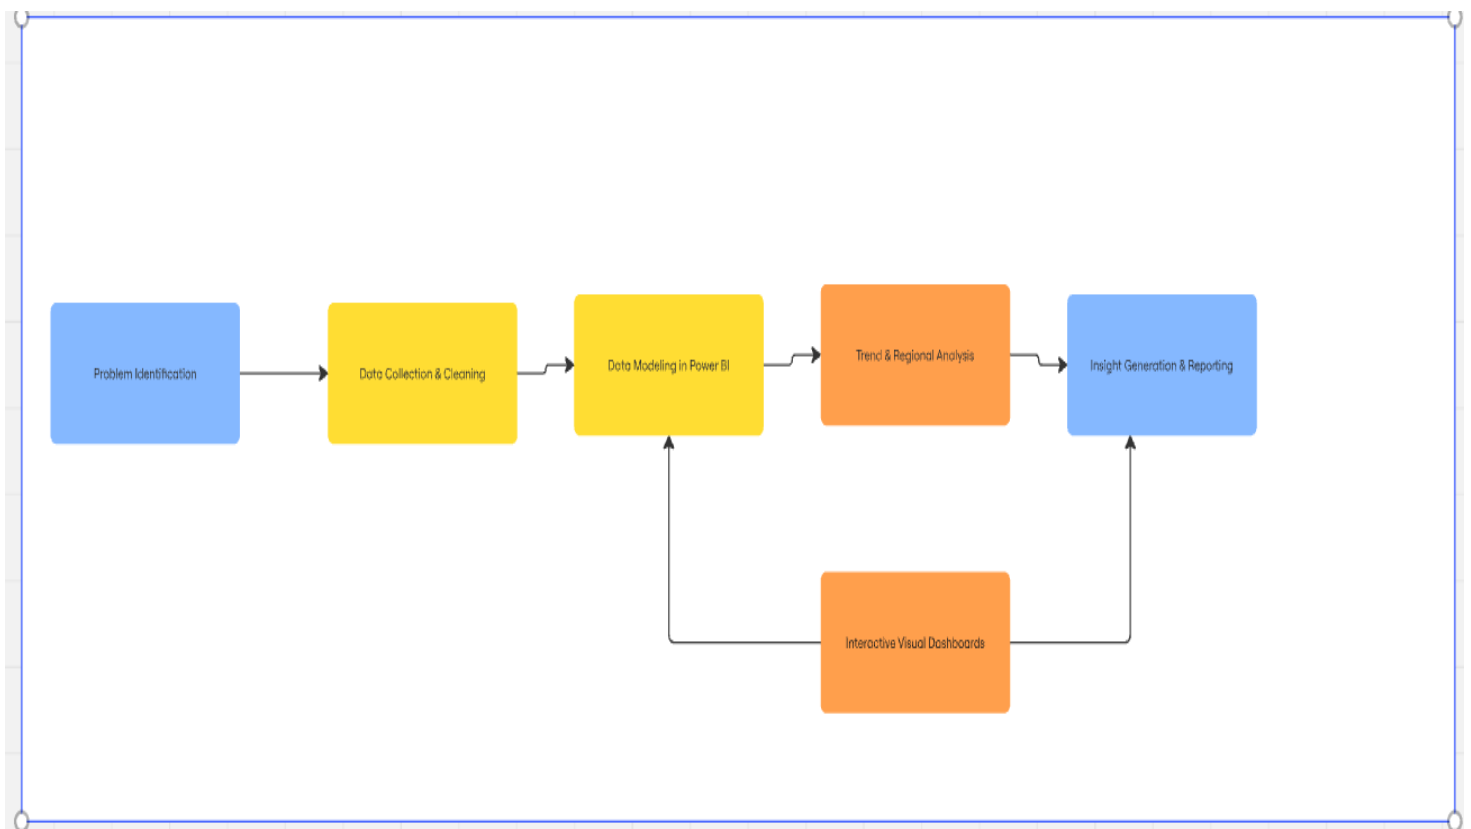 Problem Identification
Data Collection & Cleaning
Data Modeling in Power BI
Trend & Regional Analysis
Insight Generation & Reporting
Interactive Visual Dashboards